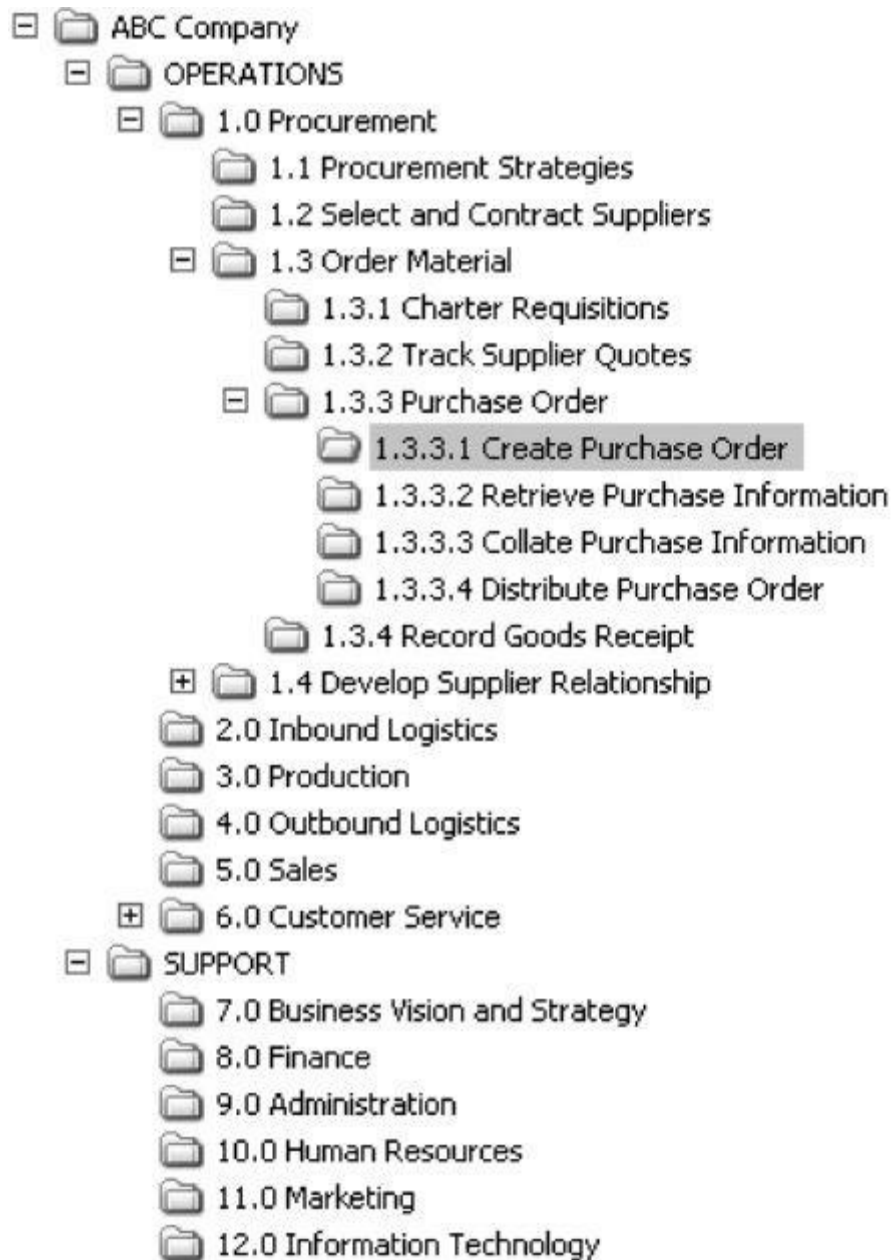 ABC Company
OPERATIONS
1.0 Procurement
1.1 Procurement Strategies
1.2 Select and Contract Suppliers
1.3 Order Material
1.3.1 Charter Requisitions
1.3.2 Track Supplier Quotes
1.3.3 Purchase Order
1.3.3.1 Create Purchase Order
1.3.3.2 Retrieve Purchase Information
1.3.3.3 Collate Purchase Information
1.3.3.4 Distribute Purchase Order
1.3.4 Record Goods Receipt
1.4 Develop Supplier Relationship
2.0 Inbound Logistics
3.0 Production
4.0 Outbound Logistics
5.0 Sales
6.0 Customer Service
SUPPORT
7.0 Business Vision and Strategy
8.0 Finance
9.0 Administration
10.0 Human Resources
11.0 Marketing
12.0 Information Technology